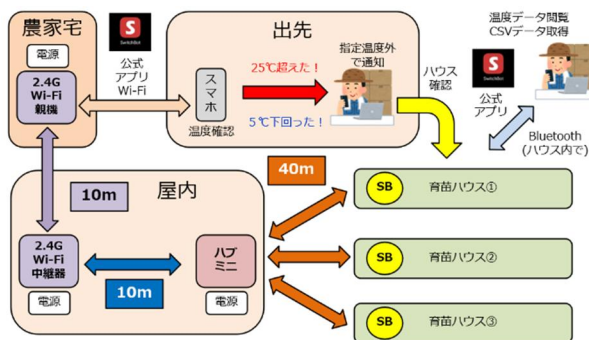 農家宅
電源
2.4G
Wi-Fi
親機
S
SwitchBot
公式
アプリ
Wi-Fi
出先
スマホ
温度確認
25℃超えた！
5℃下回った！
指定温度外
で通知
ハウス
確認
温度データ閲覧
CSVデータ取得
S
SwitchBot
公式
アプリ
Bluetooth
(ハウス内で)
10m
屋内
40m
2.4G
Wi-Fi
中継器
電源
10m
ハブ
ミニ
電源
SB
育苗ハウス①
SB
育苗ハウス②
SB
育苗ハウス③